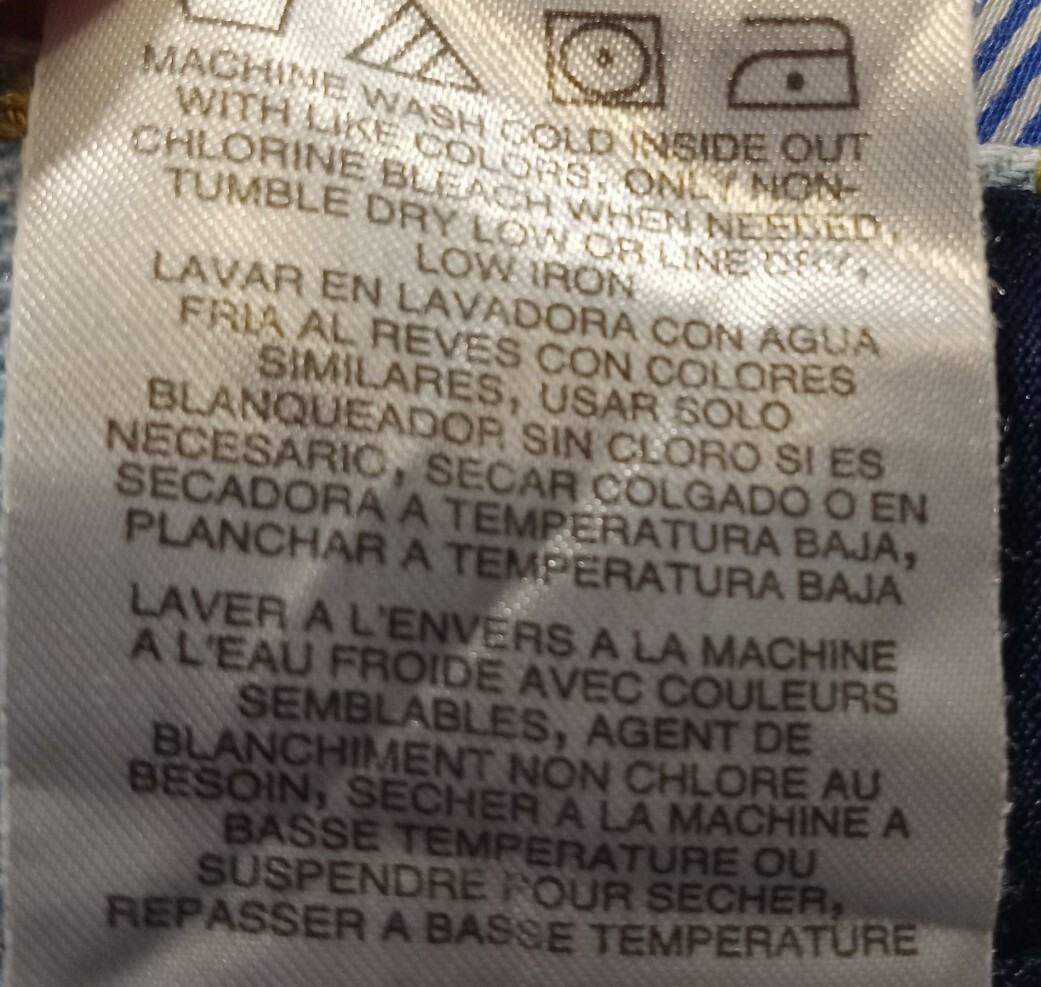 MACHINE WASH COLD INSIDE OUT
WITH LIKE COLORS, ONLY NON-
CHLORINE BLEACH WHEN NEEDED,
TUMBLE DRY LOW OR LINE DRY,
LOW IRON
LAVAR EN LAVADORA CON AGUA
FRIA AL REVES CON COLORES
SIMILARES, USAR SOLO
BLANQUEADOR SIN CLORO SI ES
NECESARIO, SECAR COLGADO O EN
SECADORA A TEMPERATURA BAJA,
PLANCHAR A TEMPERATURA BAJA
LAVER A L'ENVERS A LA MACHINE
A L'EAU FROIDE AVEC COULEURS
SEMBLABLES, AGENT DE
BLANCHIMENT NON CHLORE AU
BESOIN, SECHER A LA MACHINE A
BASSE TEMPERATURE OU
SUSPENDRE POUR SECHER,
REPASSER A BASSE TEMPERATURE